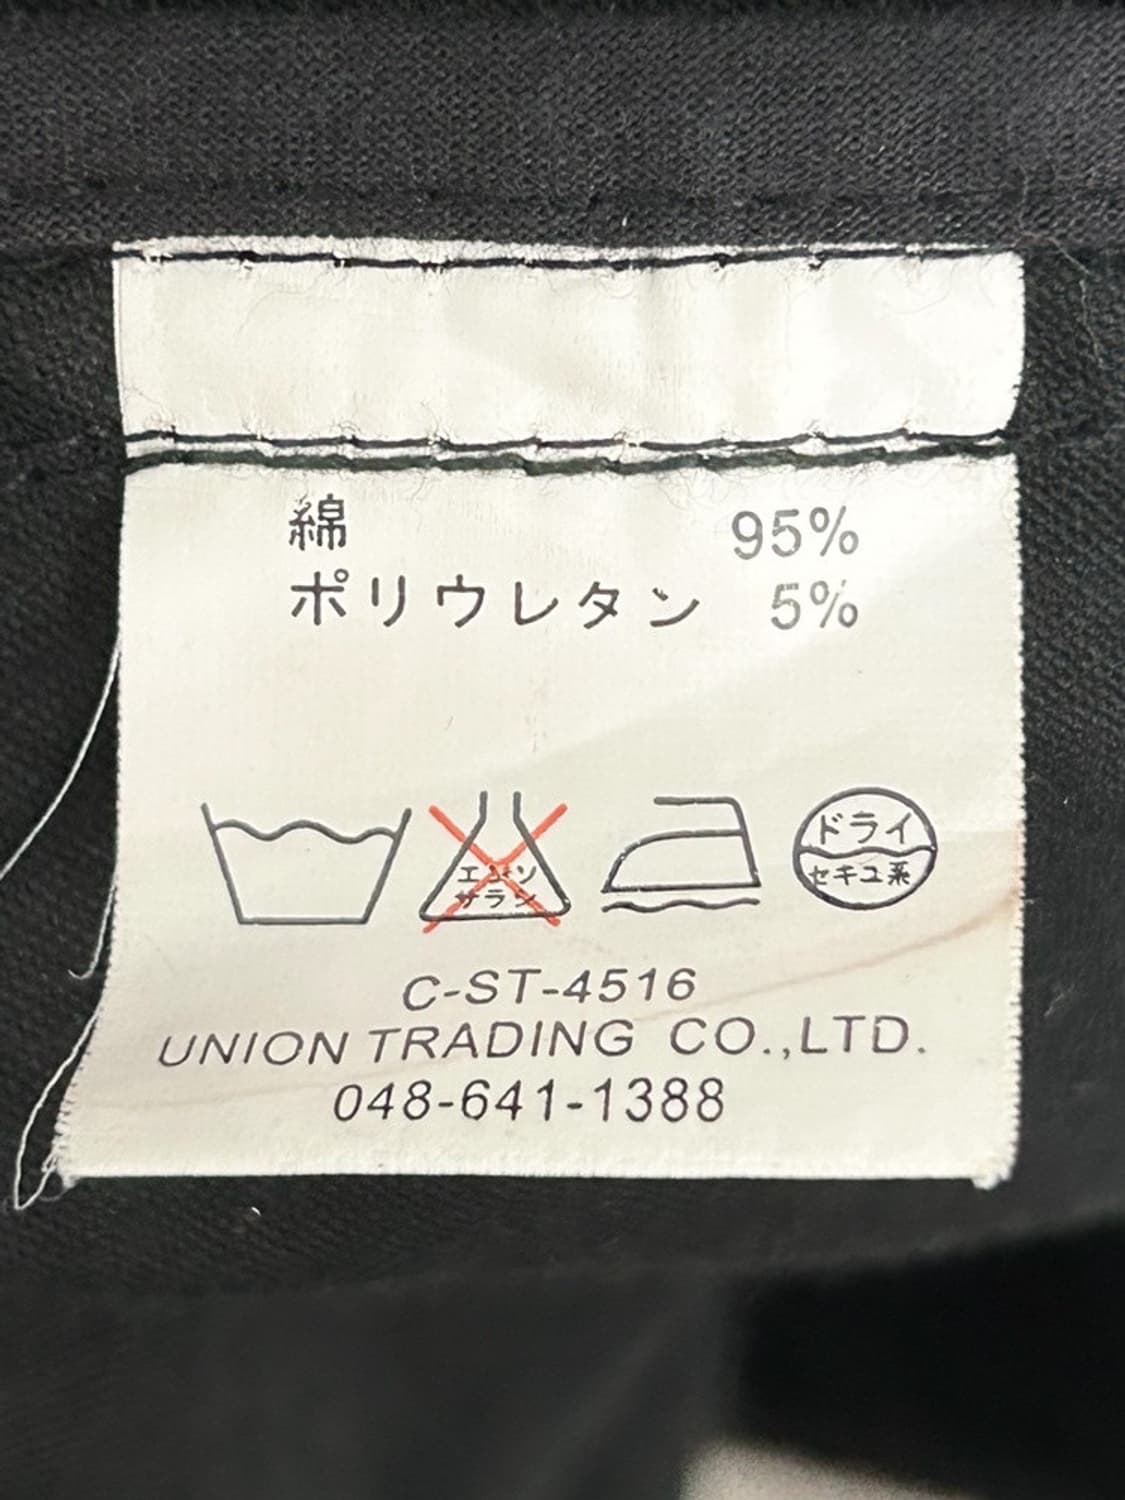 綿 95%
ポリウレタン 5%
エンソ
サラシ
ドライ
セキユ系
C-ST-4516
UNION TRADING CO.,LTD.
048-641-1388